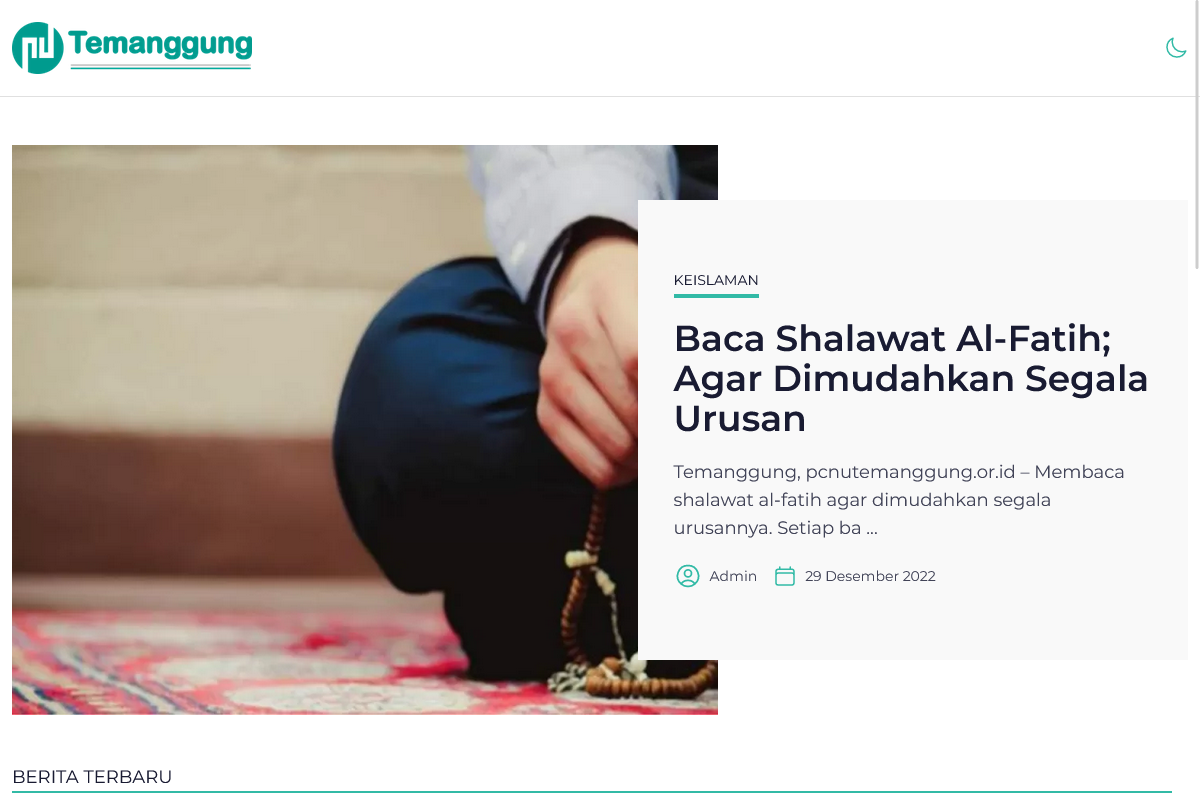 nu Temanggung
KEISLAMAN
Baca Shalawat Al-Fatih;
Agar Dimudahkan Segala
Urusan
Temanggung, pcnutemanggung.or.id – Membaca
shalawat al-fatih agar dimudahkan segala
urusannya. Setiap ba ...
Admin 29 Desember 2022
BERITA TERBARU